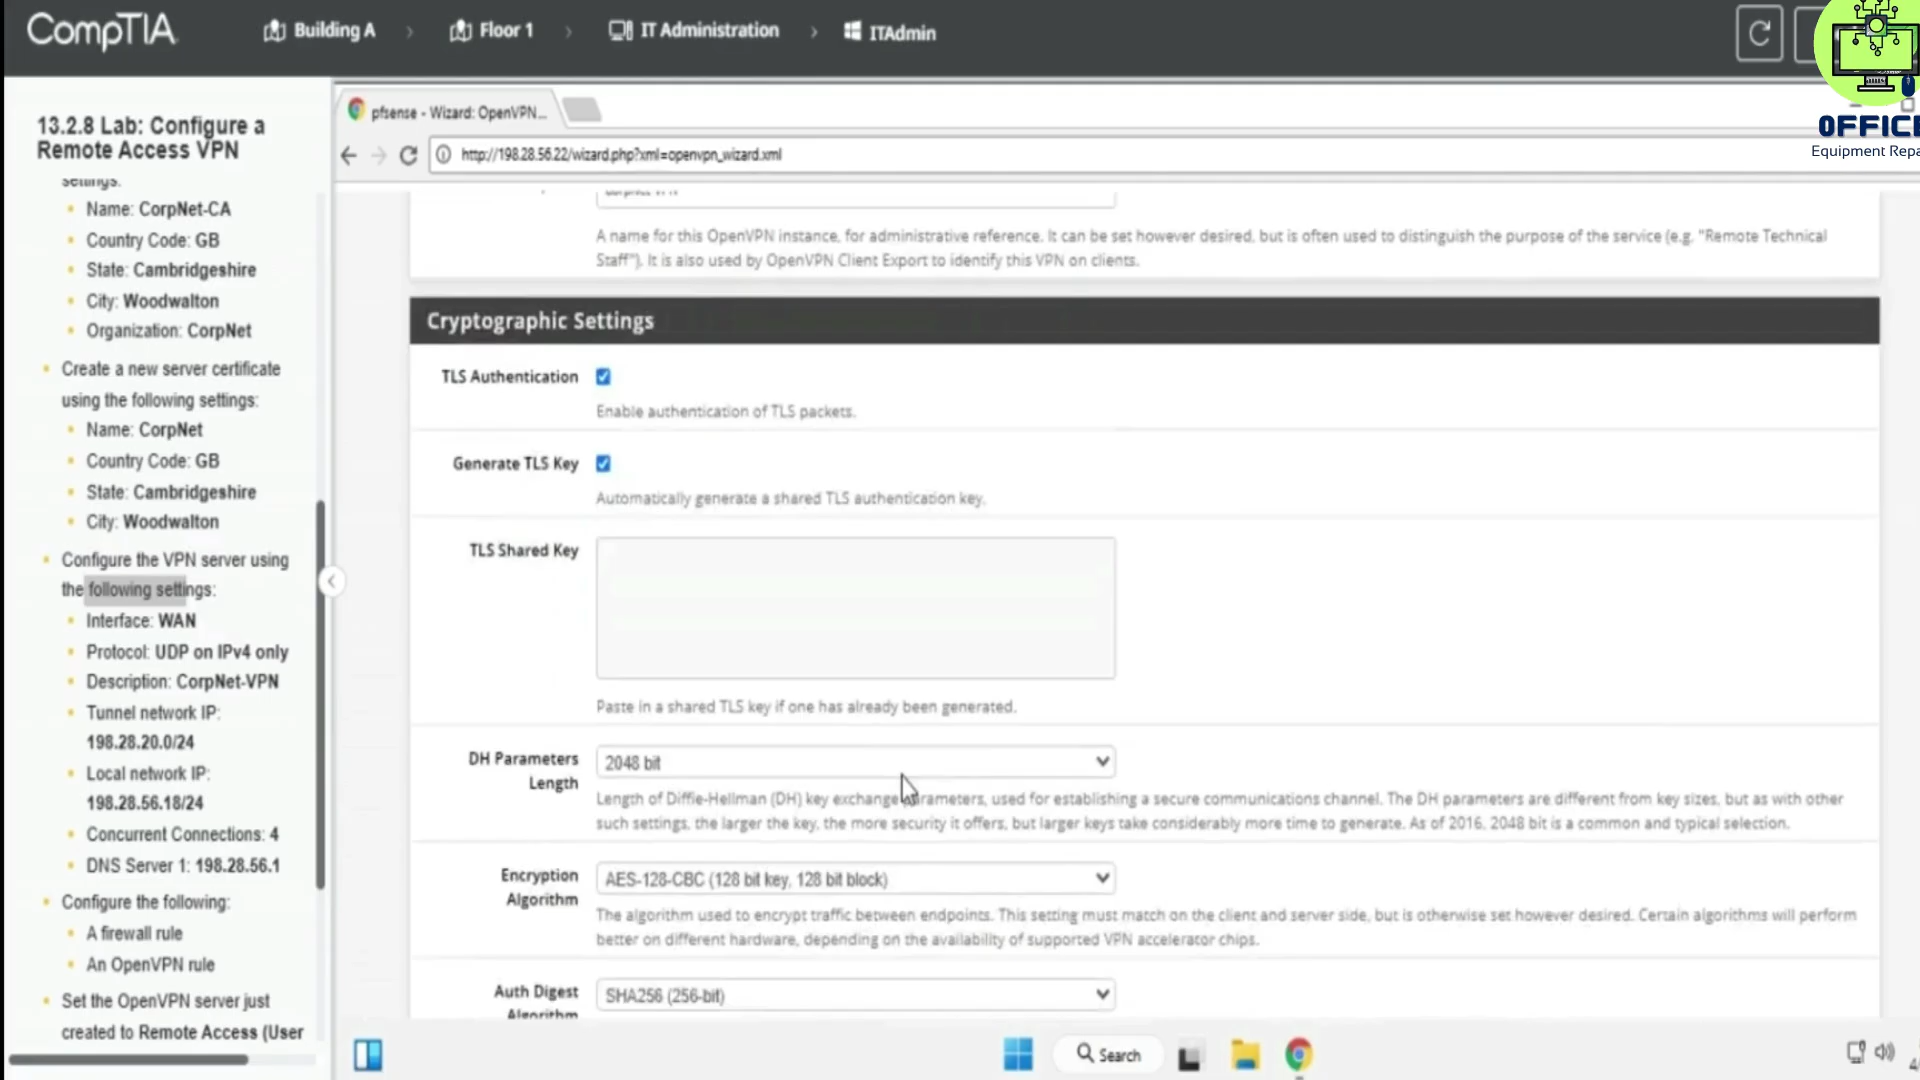 CompTIA
Building A
Floor 1
IT Administration
ITAdmin
OFFICE
Equipment Repa
13.2.8 Lab: Configure a
Remote Access VPN
settings:
Name: CorpNet-CA
Country Code: GB
State: Cambridgeshire
City: Woodwalton
Organization: CorpNet
Create a new server certificate
using the following settings:
Name: CorpNet
Country Code: GB
State: Cambridgeshire
City: Woodwalton
Configure the VPN server using
the following settings:
Interface: WAN
Protocol: UDP on IPv4 only
Description: CorpNet-VPN
Tunnel network IP:
198.28.20.0/24
Local network IP:
198.28.56.18/24
Concurrent Connections: 4
DNS Server 1: 198.28.56.1
Configure the following:
A firewall rule
An OpenVPN rule
Set the OpenVPN server just
created to Remote Access (User
pfsense - Wizard: OpenVPN...
http://198.28.56.22/wizard.php?xml=openvpn_wizard.xml
A name for this OpenVPN instance, for administrative reference. It can be set however desired, but is often used to distinguish the purpose of the service (e.g. "Remote Technical
Staff"). It is also used by OpenVPN Client Export to identify this VPN on clients.
Cryptographic Settings
TLS Authentication
Enable authentication of TLS packets.
Generate TLS Key
Automatically generate a shared TLS authentication key.
TLS Shared Key
Paste in a shared TLS key if one has already been generated.
DH Parameters
Length
2048 bit
Length of Diffie-Hellman (DH) key exchange parameters, used for establishing a secure communications channel. The DH parameters are different from key sizes, but as with other
such settings, the larger the key, the more security it offers, but larger keys take considerably more time to generate. As of 2016, 2048 bit is a common and typical selection.
Encryption
Algorithm
AES-128-CBC (128 bit key, 128 bit block)
The algorithm used to encrypt traffic between endpoints. This setting must match on the client and server side, but is otherwise set however desired. Certain algorithms will perform
better on different hardware, depending on the availability of supported VPN accelerator chips.
Auth Digest
Algorithm
SHA256 (256-bit)
Search